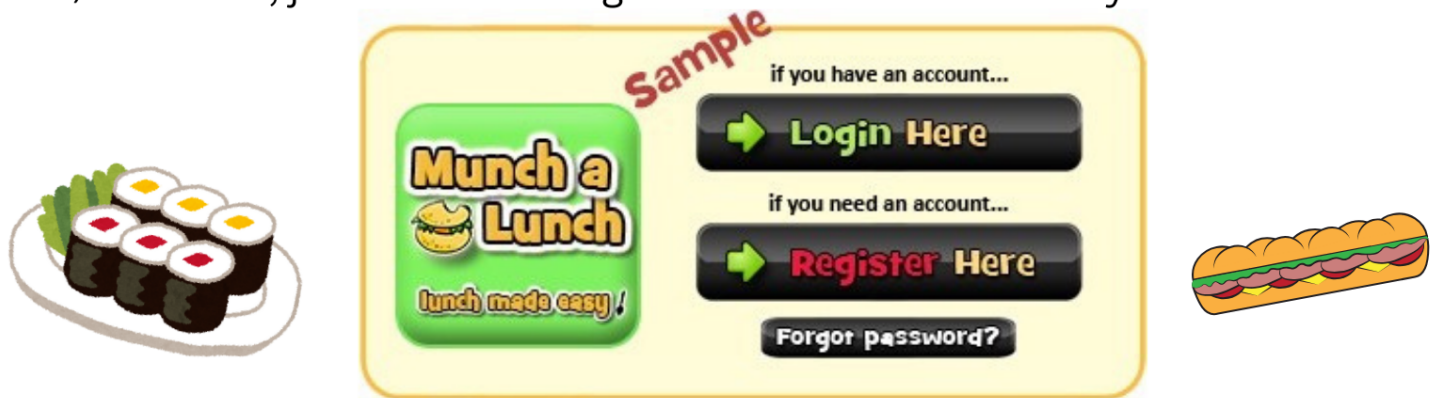 Sample
if you have an account...
Login Here
Munch a
Lunch
lunch made easy!
if you need an account...
Register Here
Forgot password?